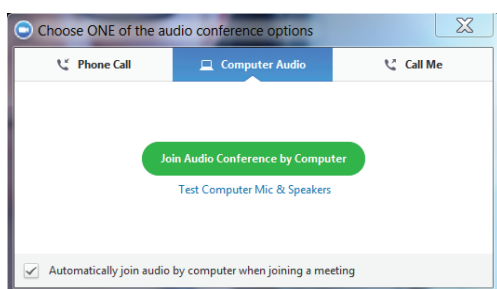 Choose ONE of the audio conference options
Phone Call
Computer Audio
Call Me
Join Audio Conference by Computer
Test Computer Mic & Speakers
Automatically join audio by computer when joining a meeting